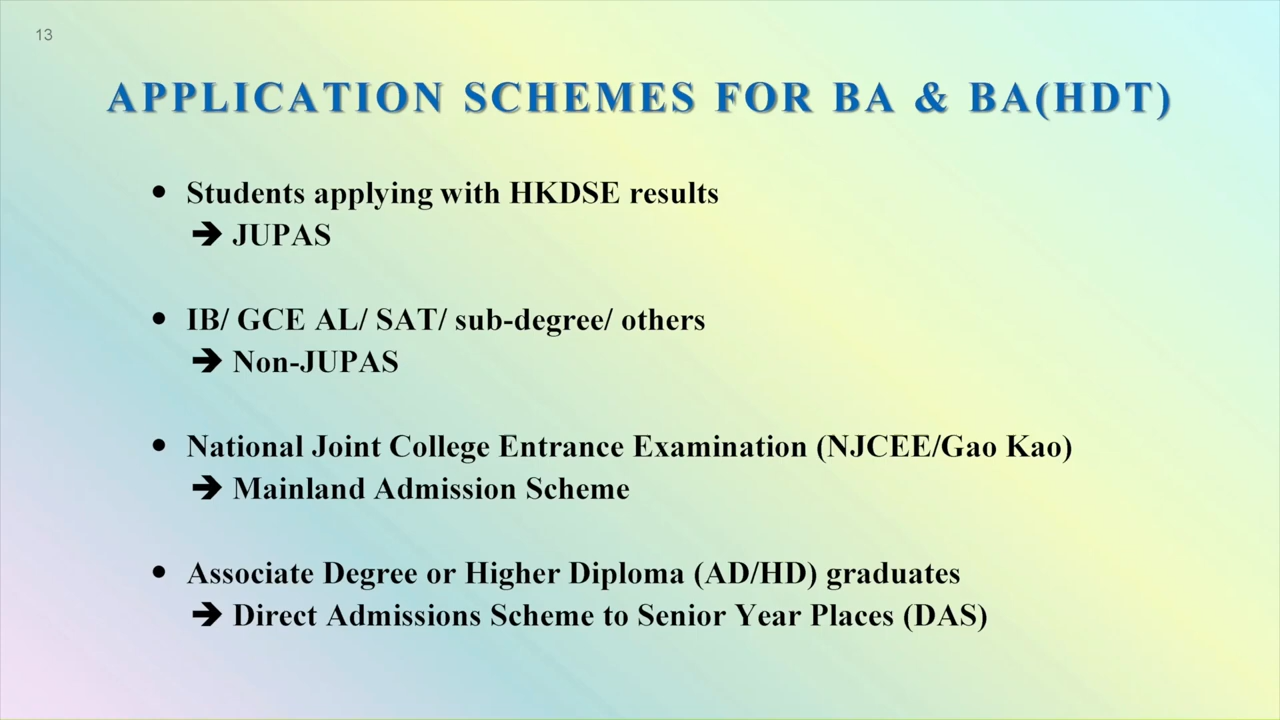 13
APPLICATION SCHEMES FOR BA & BA(HDT)
• Students applying with HKDSE results
➔ JUPAS
• IB/ GCE AL/ SAT/ sub-degree/ others
➔ Non-JUPAS
• National Joint College Entrance Examination (NJCEE/Gao Kao)
➔ Mainland Admission Scheme
• Associate Degree or Higher Diploma (AD/HD) graduates
➔ Direct Admissions Scheme to Senior Year Places (DAS)